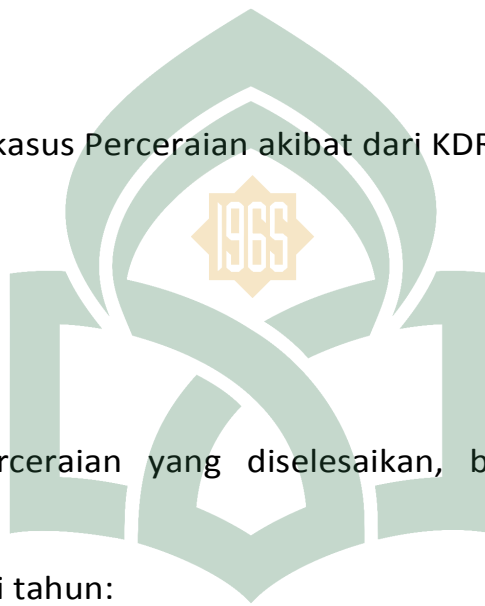 kasus Perceraian akibat dari KDR
1965
rceraian yang diselesaikan, b
i tahun: